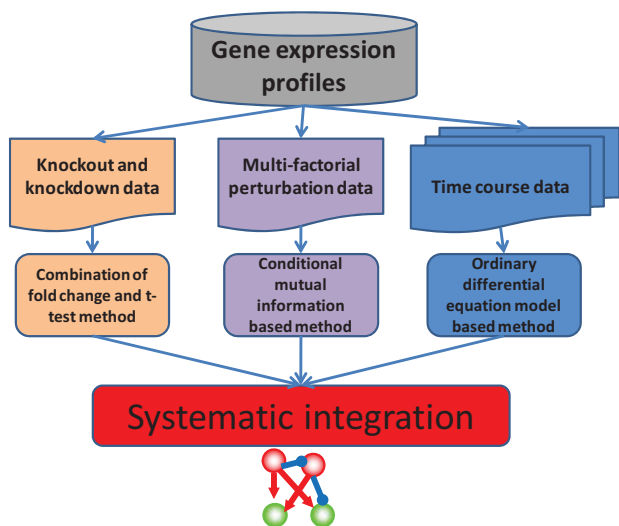 Gene expression
profiles
Knockout and
knockdown data
Multi-factorial
perturbation data
Time course data
Combination of
fold change and t-
test method
Conditional
mutual
information
based method
Ordinary
differential
equation model
based method
Systematic integration